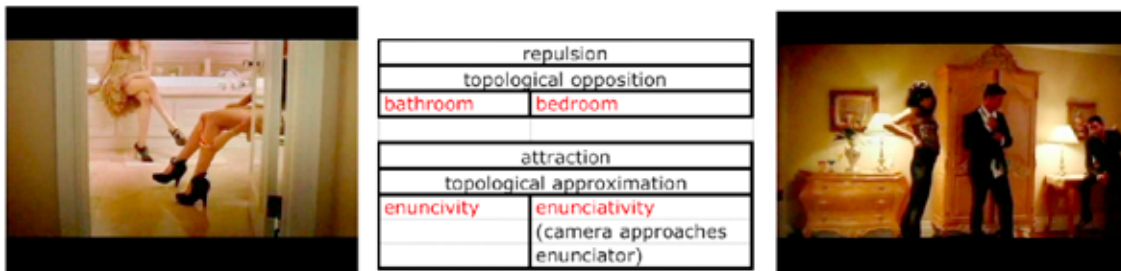 repulsion
topological opposition
bathroom bedroom
attraction
topological approximation
enuncivity enunciativity
(camera approaches
enunciator)